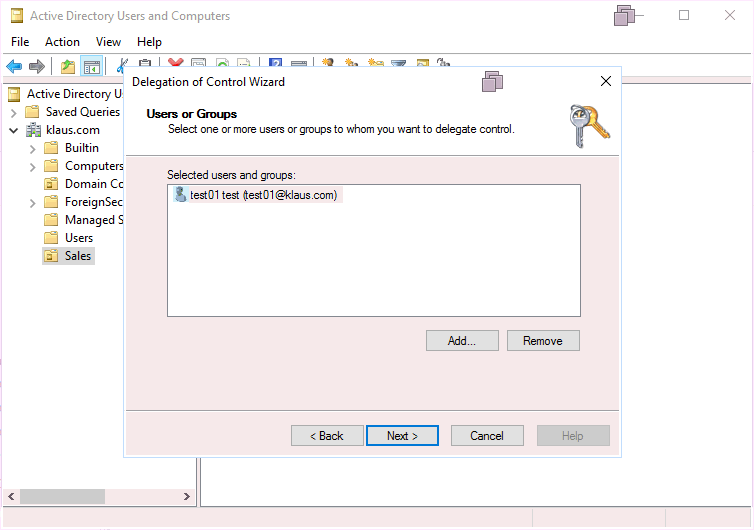 Active Directory Users and Computers
File Action View Help
Active Directory U
Saved Queries
klaus.com
Builtin
Computers
Domain Co
ForeignSec
Managed S
Users
Sales
Delegation of Control Wizard
Users or Groups
Select one or more users or groups to whom you want to delegate control.
Selected users and groups:
test01 test (test01@klaus.com)
Add... Remove
< Back Next > Cancel Help